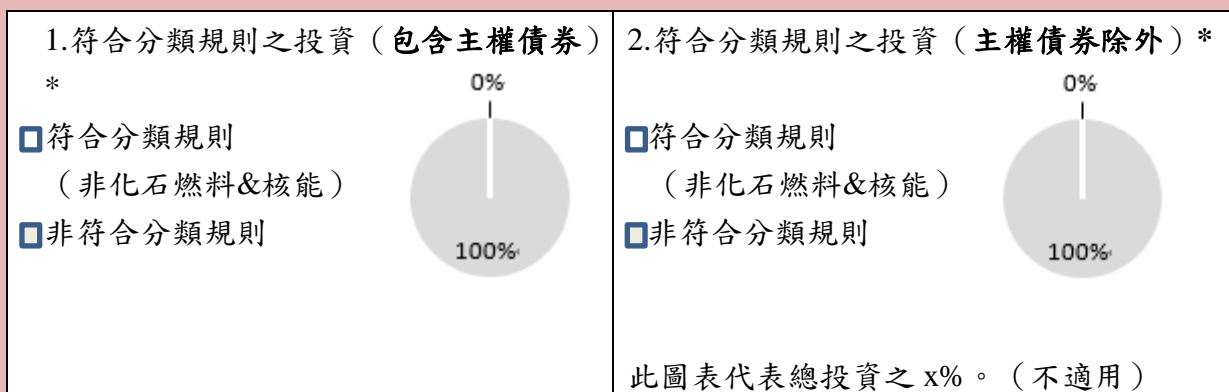 1.符合分類規則之投資（包含主權債券）
*
0%
符合分類規則
（非化石燃料&核能）
非符合分類規則
100%
2.符合分類規則之投資（主權債券除外）*
0%
符合分類規則
（非化石燃料&核能）
非符合分類規則
100%
此圖表代表總投資之 x%。（不適用）